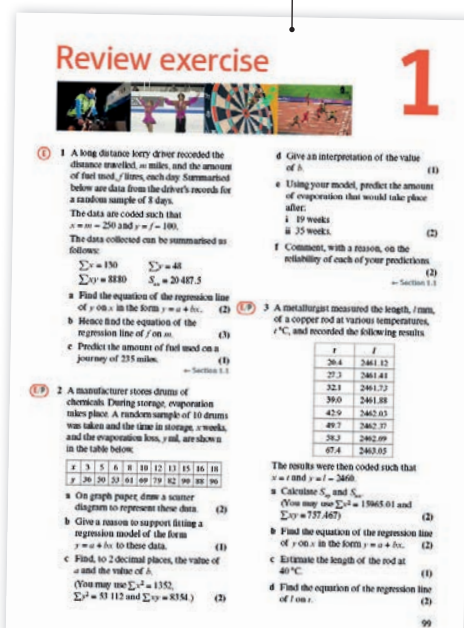 Review exercise
1
E 1 A long distance lorry driver recorded the
distance travelled, m miles, and the amount
of fuel used, f litres, each day. Summarised
below are data from the driver's records for
a random sample of 8 days.
The data are coded such that
x = m − 250 and y = f − 100.
The data collected can be summarised as
follows:
∑x = 130 ∑y = 48
∑xy = 8880 Sxx = 20 487.5
a Find the equation of the regression line
of y on x in the form y = a + bx. (2)
b Hence find the equation of the
regression line of f on m. (3)
c Predict the amount of fuel used on a
journey of 235 miles. (1)
← Section 1.1
E/P 2 A manufacturer stores drums of
chemicals. During storage, evaporation
takes place. A random sample of 10 drums
was taken and the time in storage, x weeks,
and the evaporation loss, y ml, are shown
in the table below.
x 3 5 6 8 10 12 13 15 16 18
y 36 50 53 61 69 79 82 90 88 96
a On graph paper, draw a scatter
diagram to represent these data. (2)
b Give a reason to support fitting a
regression model of the form
y = a + bx to these data. (1)
c Find, to 2 decimal places, the value of
a and the value of b.
(You may use ∑x² = 1352,
∑y² = 53 112 and ∑xy = 8354.) (2)
d Give an interpretation of the value
of b. (1)
e Using your model, predict the amount
of evaporation that would take place
after:
i 19 weeks
ii 35 weeks. (2)
f Comment, with a reason, on the
reliability of each of your predictions.
(2)
← Section 1.1
E/P 3 A metallurgist measured the length, l mm,
of a copper rod at various temperatures,
t °C, and recorded the following results.
t l
20.4 2461.12
27.3 2461.41
32.1 2461.73
39.0 2461.88
42.9 2462.03
49.7 2462.37
58.3 2462.69
67.4 2463.05
The results were then coded such that
x = t and y = l − 2460.
a Calculate Sxy and Sxx.
(You may use ∑x² = 15965.01 and
∑xy = 757.467) (2)
b Find the equation of the regression line
of y on x in the form y = a + bx. (2)
c Estimate the length of the rod at
40 °C. (1)
d Find the equation of the regression line
of l on t. (2)
99